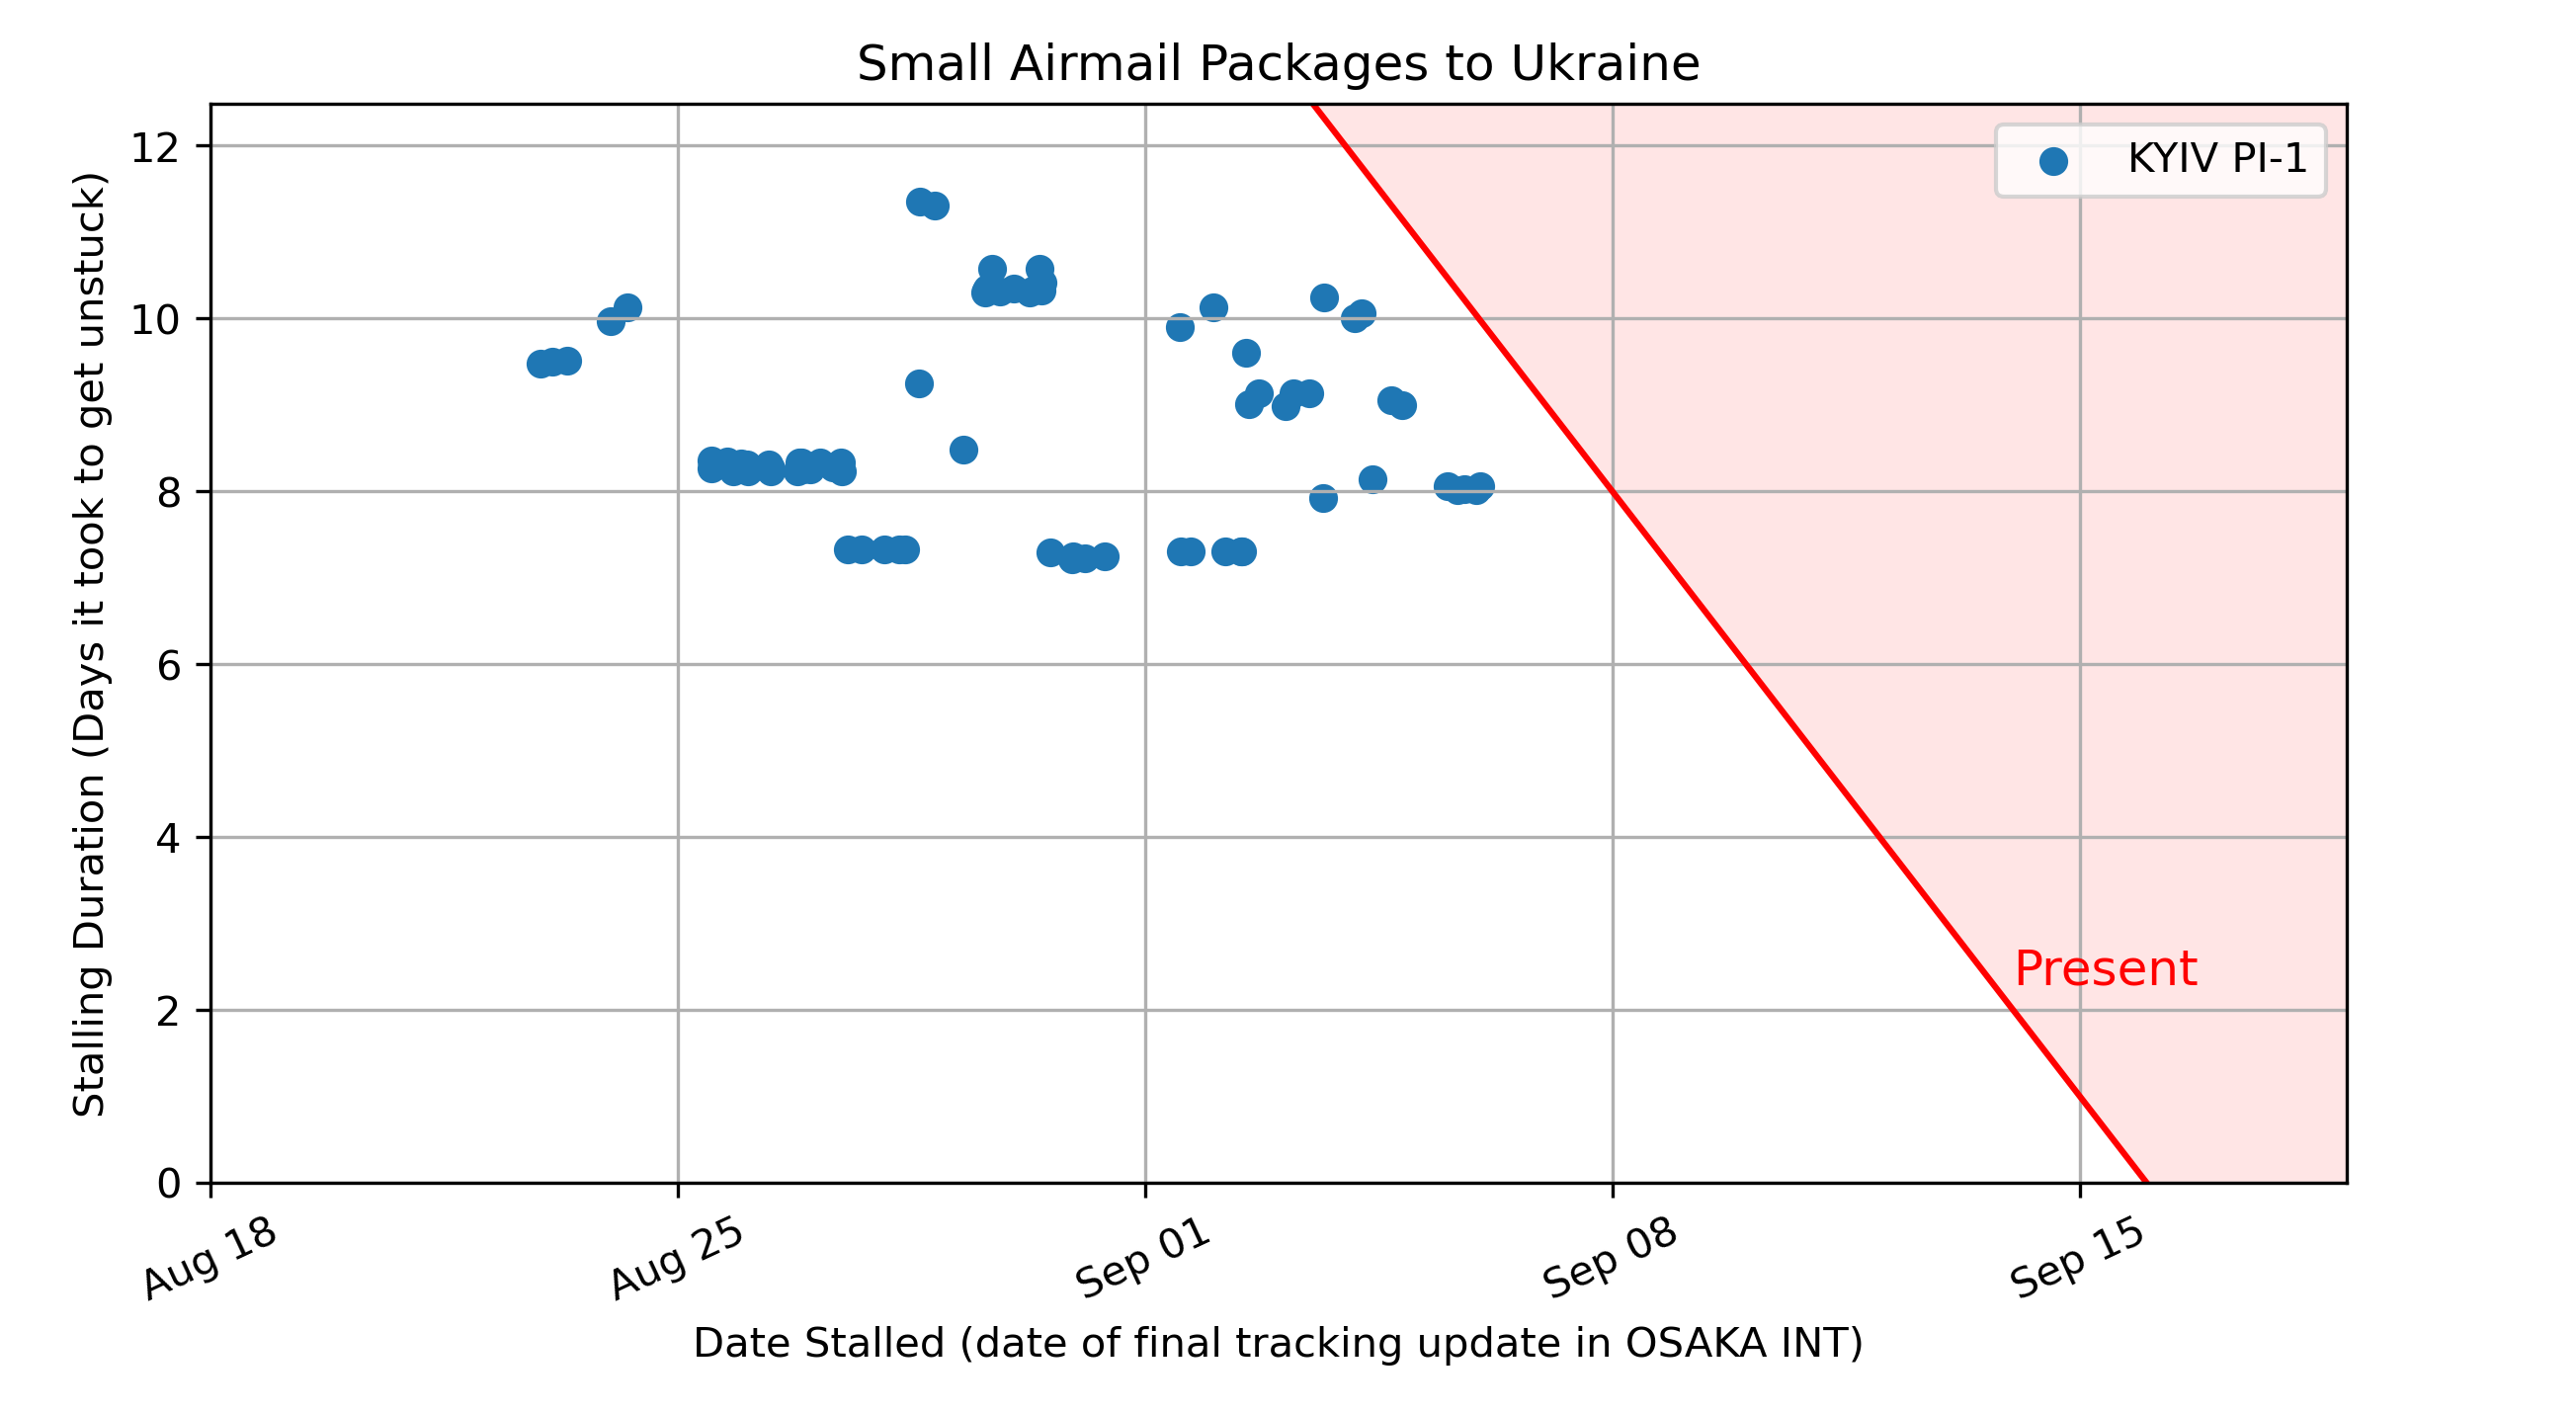 Small Airmail Packages to Ukraine
Stalling Duration (Days it took to get unstuck)
12
10
8
6
4
2
0
KYIV PI-1
Present
Aug 18
Aug 25
Sep 01
Sep 08
Sep 15
Date Stalled (date of final tracking update in OSAKA INT)